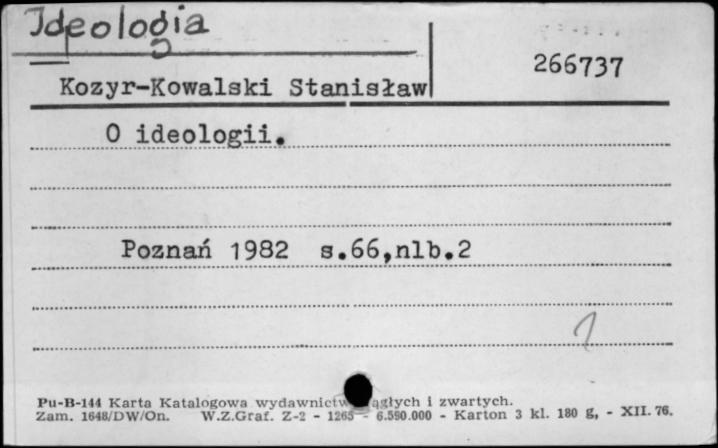 Ideologia
266737
Kozyr-Kowalski Stanisław
O ideologii.
Poznań 1982 s.66,nlb.2
Pu-B-144 Karta Katalogowa wydawnictw ągłych i zwartych.
Zam. 1648/DW/On. W.Z.Graf. Z-2 - 1265 - 6.590.000 - Karton 3 kl. 180 g, - XII. 76.